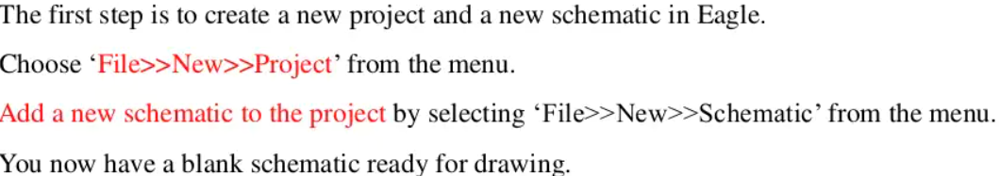 The first step is to create a new project and a new schematic in Eagle.
Choose ‘File>>New>>Project’ from the menu.
Add a new schematic to the project by selecting ‘File>>New>>Schematic’ from the menu.
You now have a blank schematic ready for drawing.